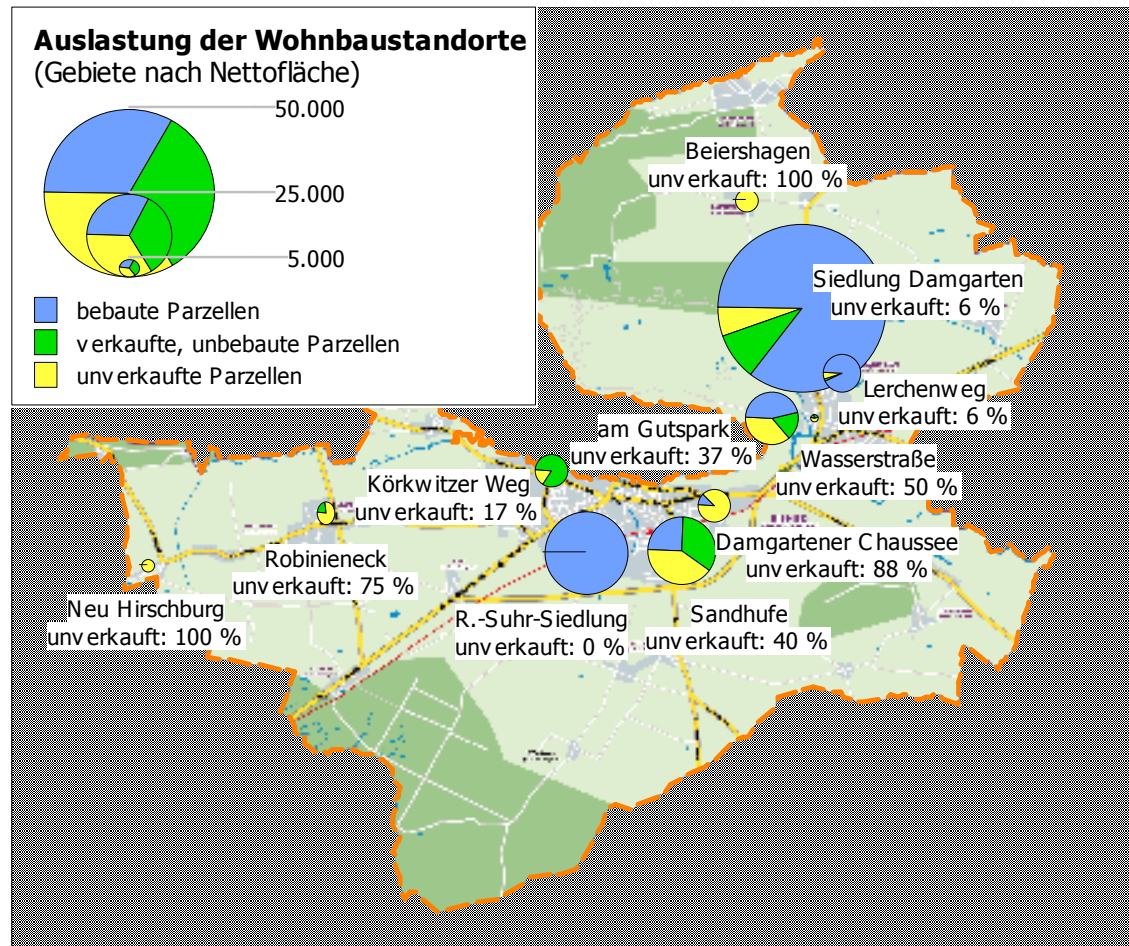 Auslastung der Wohnbaustandorte
(Gebiete nach Nettofläche)
50.000
25.000
5.000
bebaute Parzellen
verkaufte, unbebaute Parzellen
unverkaufte Parzellen
Beiershagen
unverkauft: 100 %
Siedlung Damgarten
unverkauft: 6 %
Lerchenweg
unverkauft: 6 %
am Gutspark
unverkauft: 37 %
Wasserstraße
unverkauft: 50 %
Körkwitzer Weg
unverkauft: 17 %
Damgartener Chaussee
unverkauft: 88 %
Robinieneck
unverkauft: 75 %
Neu Hirschburg
unverkauft: 100 %
R.-Suhr-Siedlung
unverkauft: 0 %
Sandhufe
unverkauft: 40 %